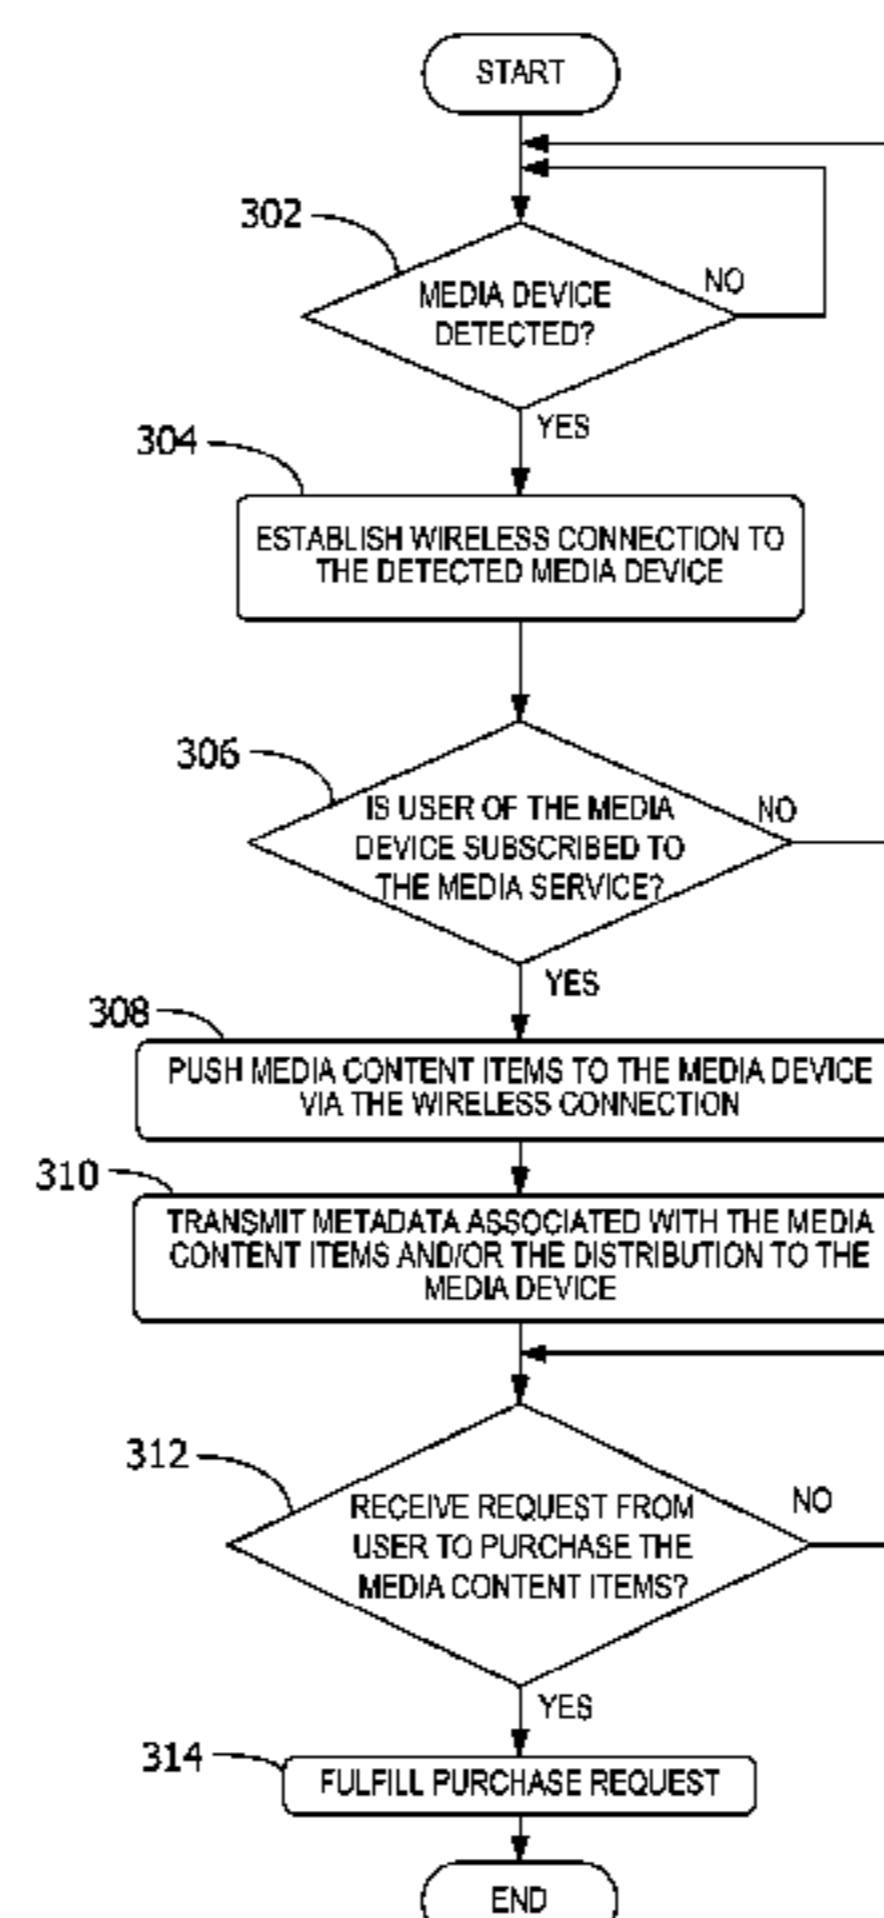 START
302
MEDIA DEVICE
DETECTED?
NO
YES
304
ESTABLISH WIRELESS CONNECTION TO
THE DETECTED MEDIA DEVICE
306
IS USER OF THE MEDIA
DEVICE SUBSCRIBED TO
THE MEDIA SERVICE?
NO
YES
308
PUSH MEDIA CONTENT ITEMS TO THE MEDIA DEVICE
VIA THE WIRELESS CONNECTION
310
TRANSMIT METADATA ASSOCIATED WITH THE MEDIA
CONTENT ITEMS AND/OR THE DISTRIBUTION TO THE
MEDIA DEVICE
312
RECEIVE REQUEST FROM
USER TO PURCHASE THE
MEDIA CONTENT ITEMS?
NO
YES
314
FULFILL PURCHASE REQUEST
END